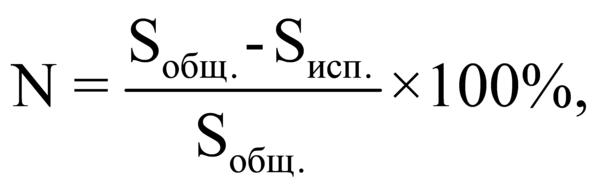 N = (Sобщ. - Sисп.) / Sобщ. ×100%,